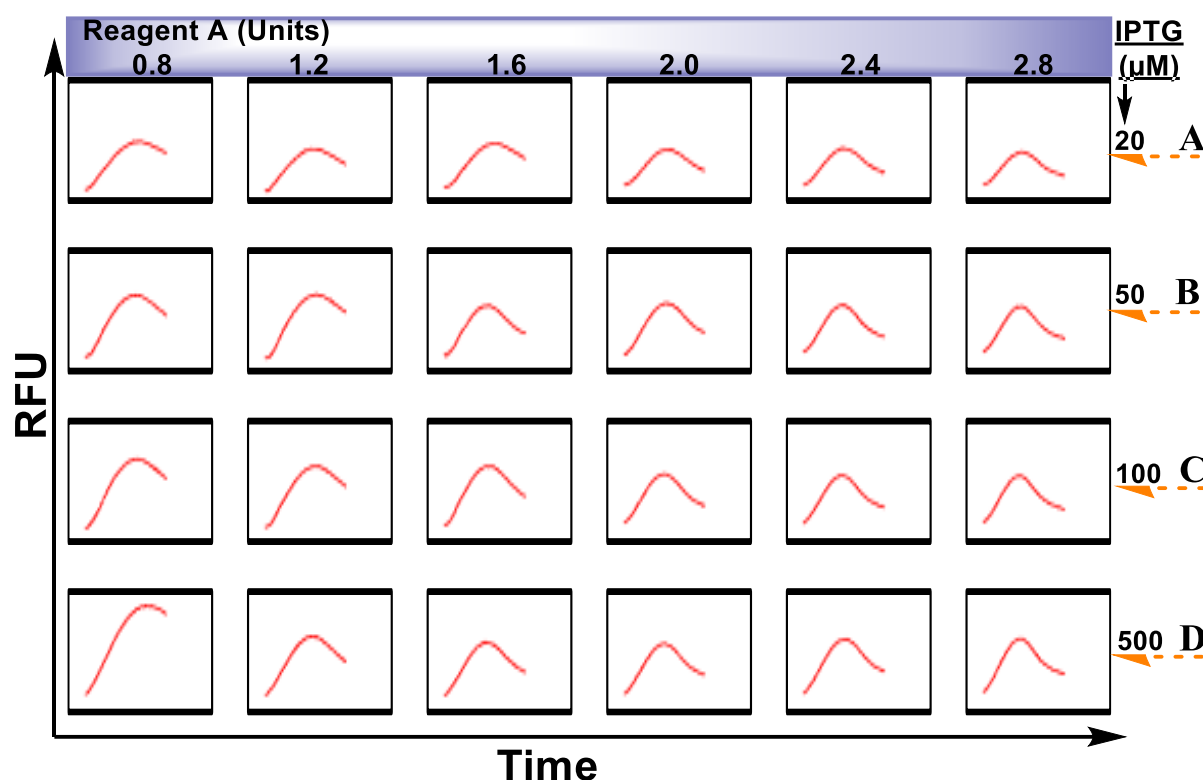 Reagent A (Units)
IPTG
(µM)
0.8 1.2 1.6 2.0 2.4 2.8
20 A
50 B
100 C
500 D
RFU
Time